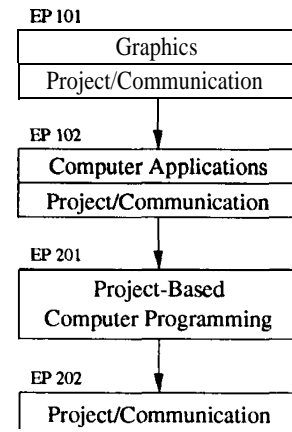 EP 101
Graphics
Project/Communication
EP 102
Computer Applications
Project/Communication
EP 201
Project-Based
Computer Programming
EP 202
Project/Communication